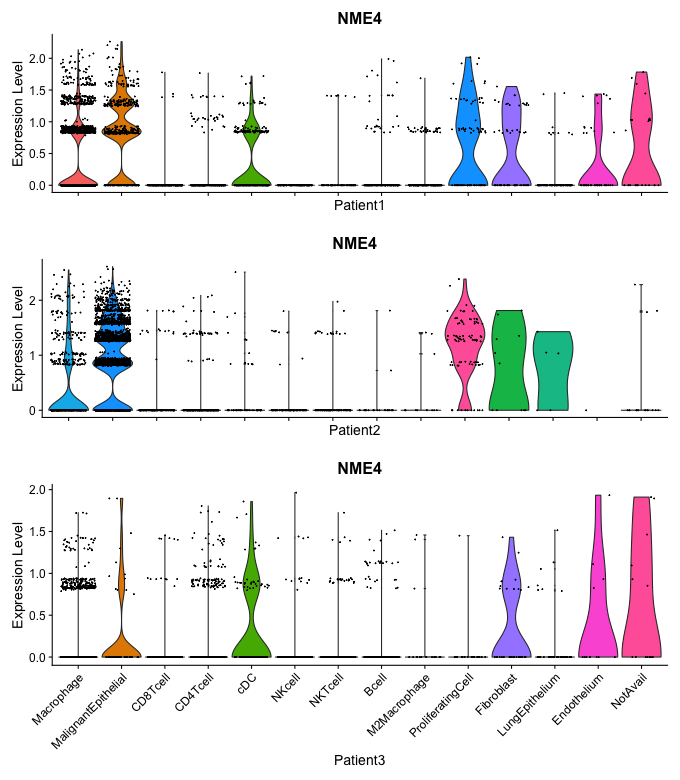 NME4
Expression Level
2.0
1.5
1.0
0.5
0.0
Patient1
NME4
Expression Level
2
1
0
Patient2
NME4
Expression Level
2.0
1.5
1.0
0.5
0.0
Macrophage
MalignantEpithelial
CD8Tcell
CD4Tcell
cDC
NKcell
NKTcell
Bcell
M2Macrophage
ProliferatingCell
Fibroblast
LungEpithelium
Endothelium
NotAvail
Patient3